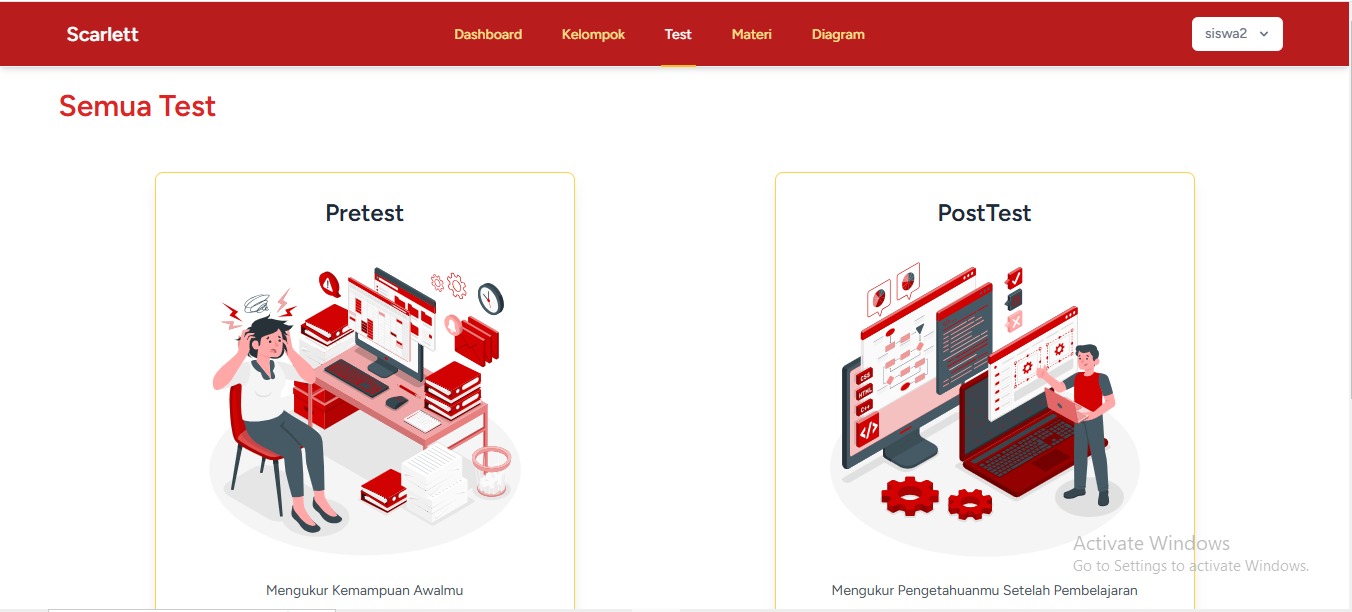 Scarlett
Dashboard Kelompok Test Materi Diagram
siswa2
Semua Test
Pretest
Mengukur Kemampuan Awalmu
PostTest
CSS
HTML
C++
</>
Mengukur Pengetahuanmu Setelah Pembelajaran
Activate Windows
Go to Settings to activate Windows.